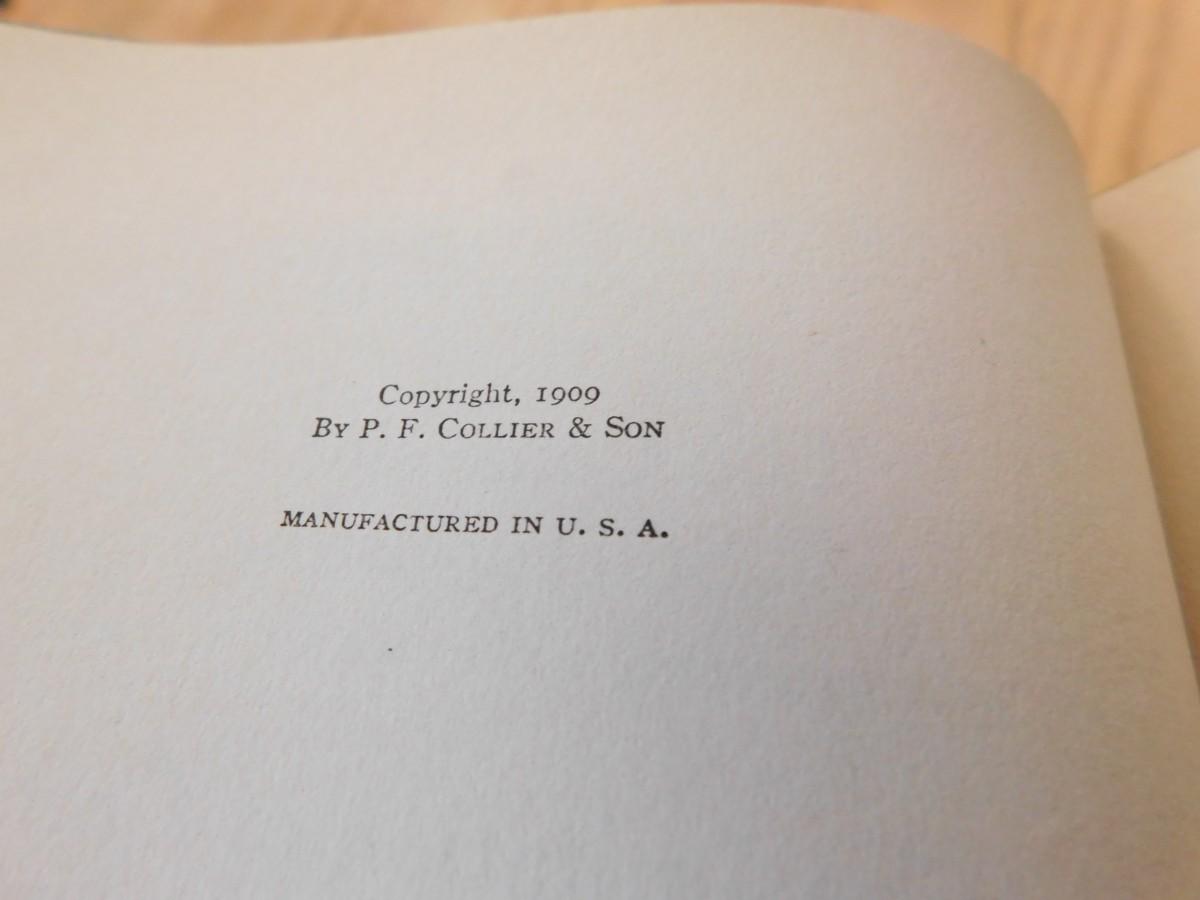 Copyright, 1909
By P. F. Collier & Son
MANUFACTURED IN U. S. A.